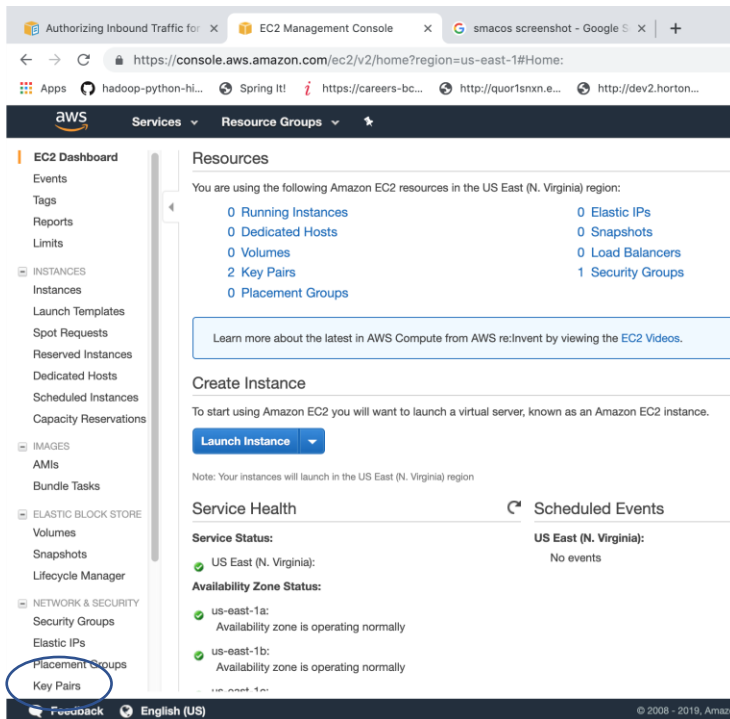 Authorizing Inbound Traffic for
EC2 Management Console
smacos screenshot - Google S
https://console.aws.amazon.com/ec2/v2/home?region=us-east-1#Home:
Apps hadoop-python-hi... Spring It! https://careers-bc... http://quor1snxn.e... http://dev2.horton...
aws Services Resource Groups
EC2 Dashboard
Events
Tags
Reports
Limits
INSTANCES
Instances
Launch Templates
Spot Requests
Reserved Instances
Dedicated Hosts
Scheduled Instances
Capacity Reservations
IMAGES
AMIs
Bundle Tasks
ELASTIC BLOCK STORE
Volumes
Snapshots
Lifecycle Manager
NETWORK & SECURITY
Security Groups
Elastic IPs
Placement Groups
Key Pairs
Resources
You are using the following Amazon EC2 resources in the US East (N. Virginia) region:
0 Running Instances
0 Dedicated Hosts
0 Volumes
2 Key Pairs
0 Placement Groups
0 Elastic IPs
0 Snapshots
0 Load Balancers
1 Security Groups
Learn more about the latest in AWS Compute from AWS re:Invent by viewing the EC2 Videos.
Create Instance
To start using Amazon EC2 you will want to launch a virtual server, known as an Amazon EC2 instance.
Launch Instance
Note: Your instances will launch in the US East (N. Virginia) region
Service Health
Service Status:
US East (N. Virginia):
Availability Zone Status:
us-east-1a:
Availability zone is operating normally
us-east-1b:
Availability zone is operating normally
us-east-1c:
Scheduled Events
US East (N. Virginia):
No events
Feedback English (US)
© 2008 - 2019, Amazo